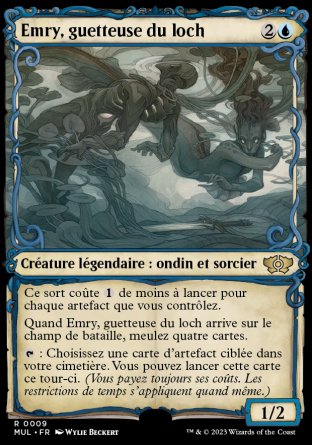 Emry, guetteuse du loch 2
Créature légendaire : ondin et sorcier
Ce sort coûte 1 de moins à lancer pour
chaque artefact que vous contrôlez.
Quand Emry, guetteuse du loch arrive sur le
champ de bataille, meulez quatre cartes.
: Choisissez une carte d'artefact ciblée dans
votre cimetière. Vous pouvez lancer cette carte
ce tour-ci. (Vous payez toujours ses coûts. Les
restrictions de temps s'appliquent quand même.)
1/2
R 0009
MUL • FR Wylie Beckert
™ & © 2023 Wizards of the Coast